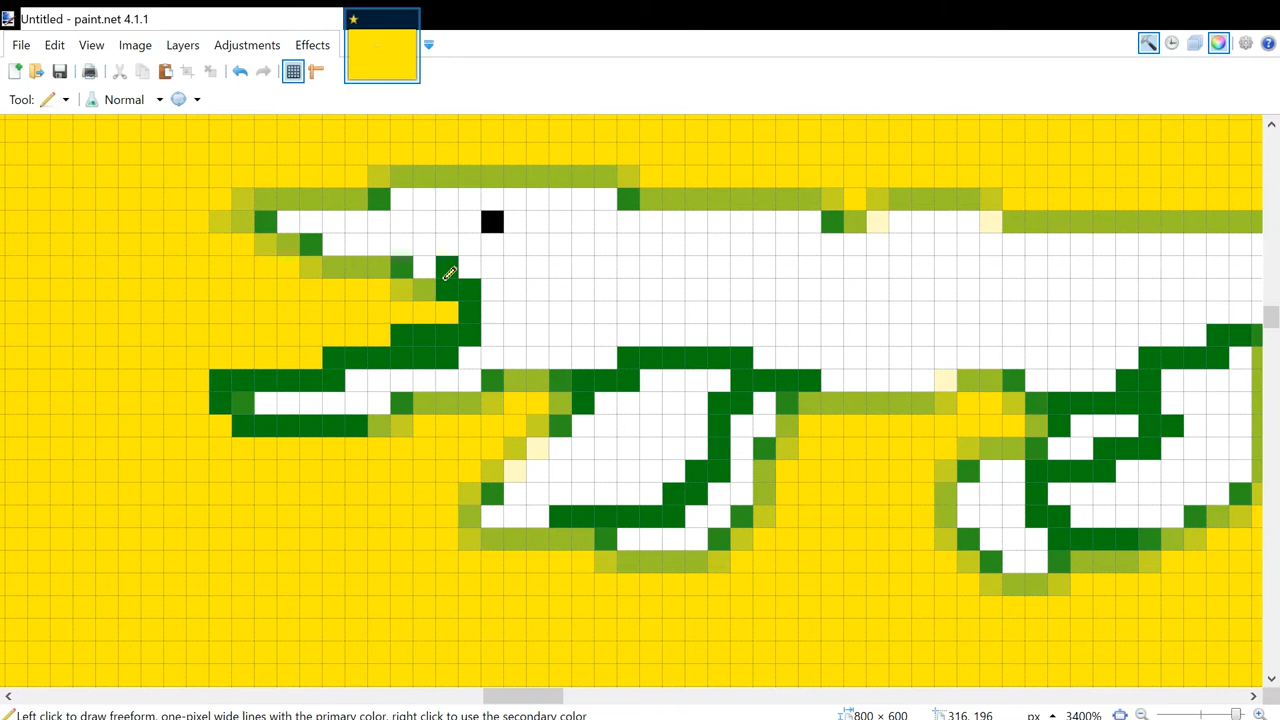 Untitled - paint.net 4.1.1
File Edit View Image Layers Adjustments Effects
Tool: Normal
Left click to draw freeform, one-pixel wide lines with the primary color, right click to use the secondary color 800 × 600 316, 196 px 3400%